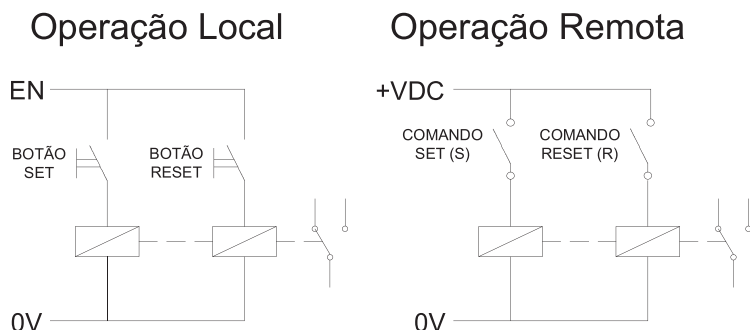 Operação Local
EN
BOTÃO
SET
BOTÃO
RESET
0V
Operação Remota
+VDC
COMANDO
SET (S)
COMANDO
RESET (R)
0V